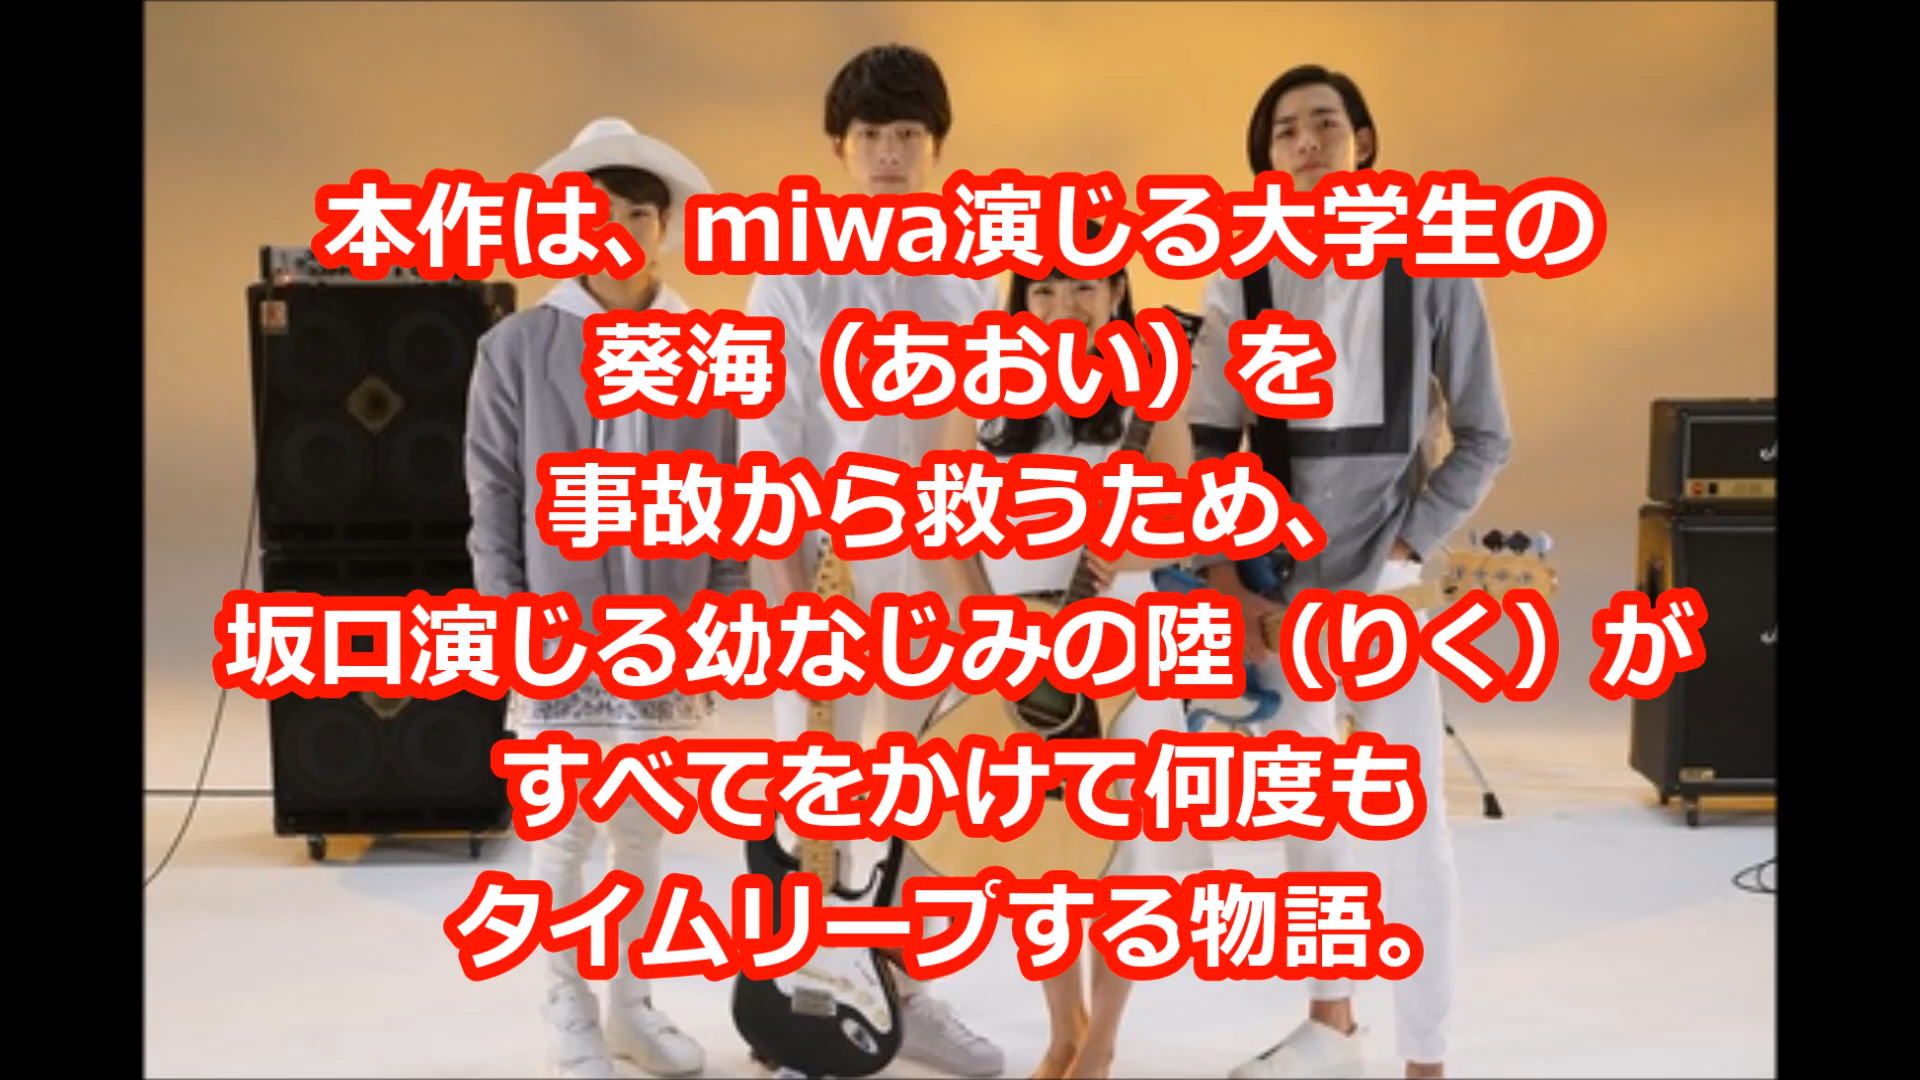 本作は、miwa演じる大学生の
葵海（あおい）を
事故から救うため、
坂口演じる幼なじみの陸（りく）が
すべてをかけて何度も
タイムリープする物語。